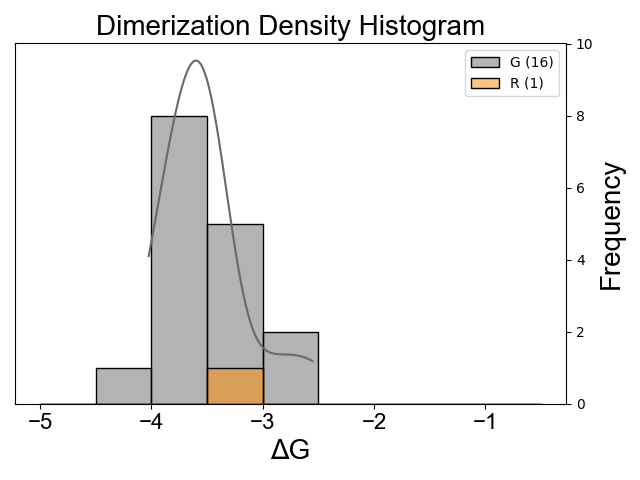 Dimerization Density Histogram
G (16)
R (1)
10
8
6
4
2
0
Frequency
−5
−4
−3
−2
−1
ΔG